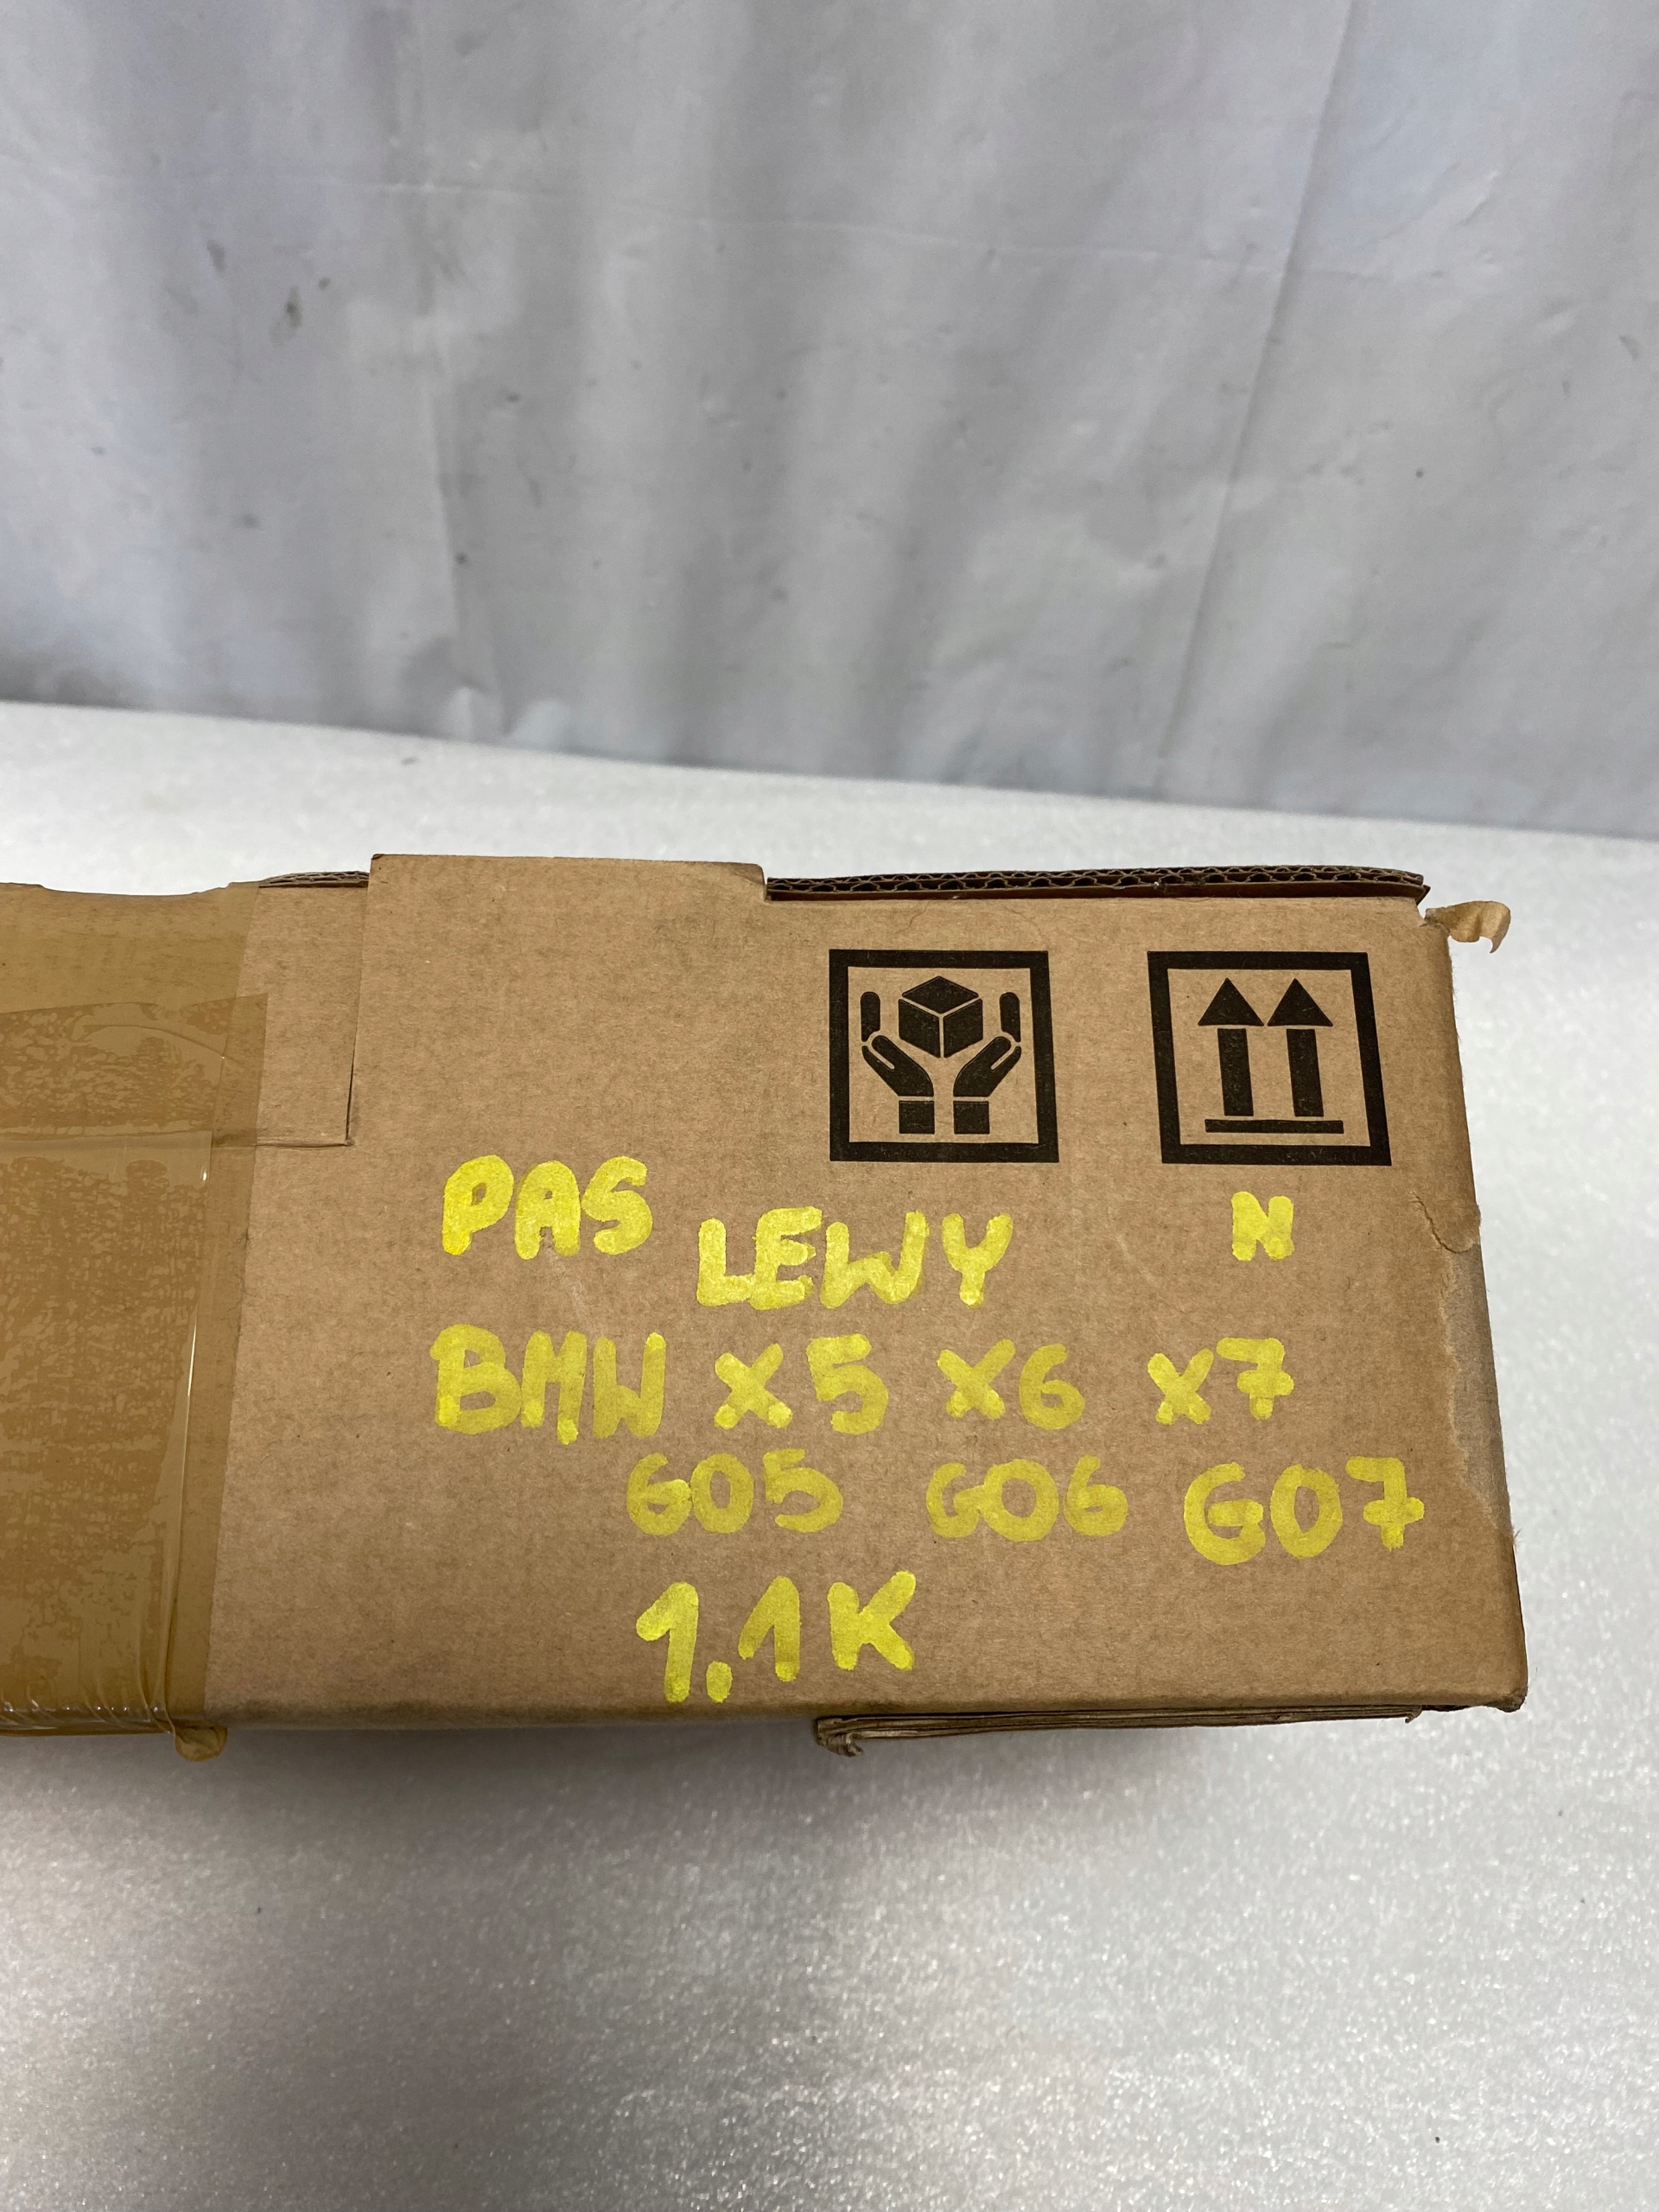 PAS LEWY N
BMW X5 X6 X7
G05 G06 G07
1,1K